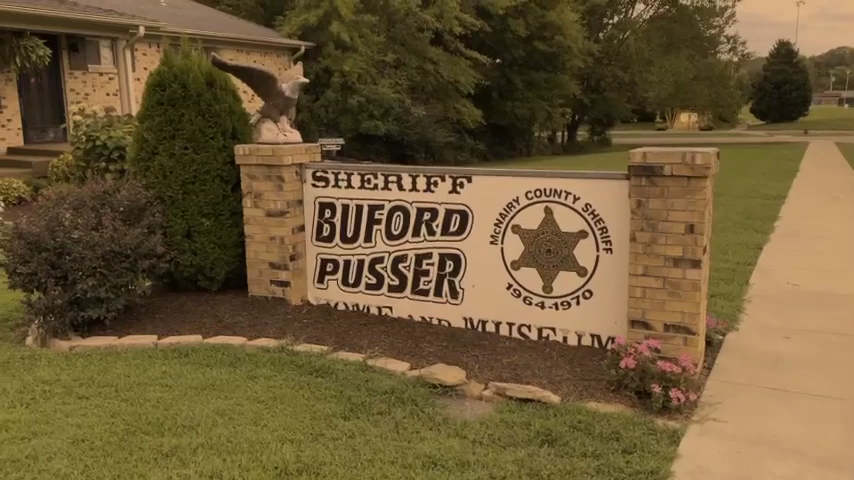 SHERIFF
BUFORD
PUSSER
HOME AND MUSEUM
McNAIRY COUNTY SHERIFF
1964-1970